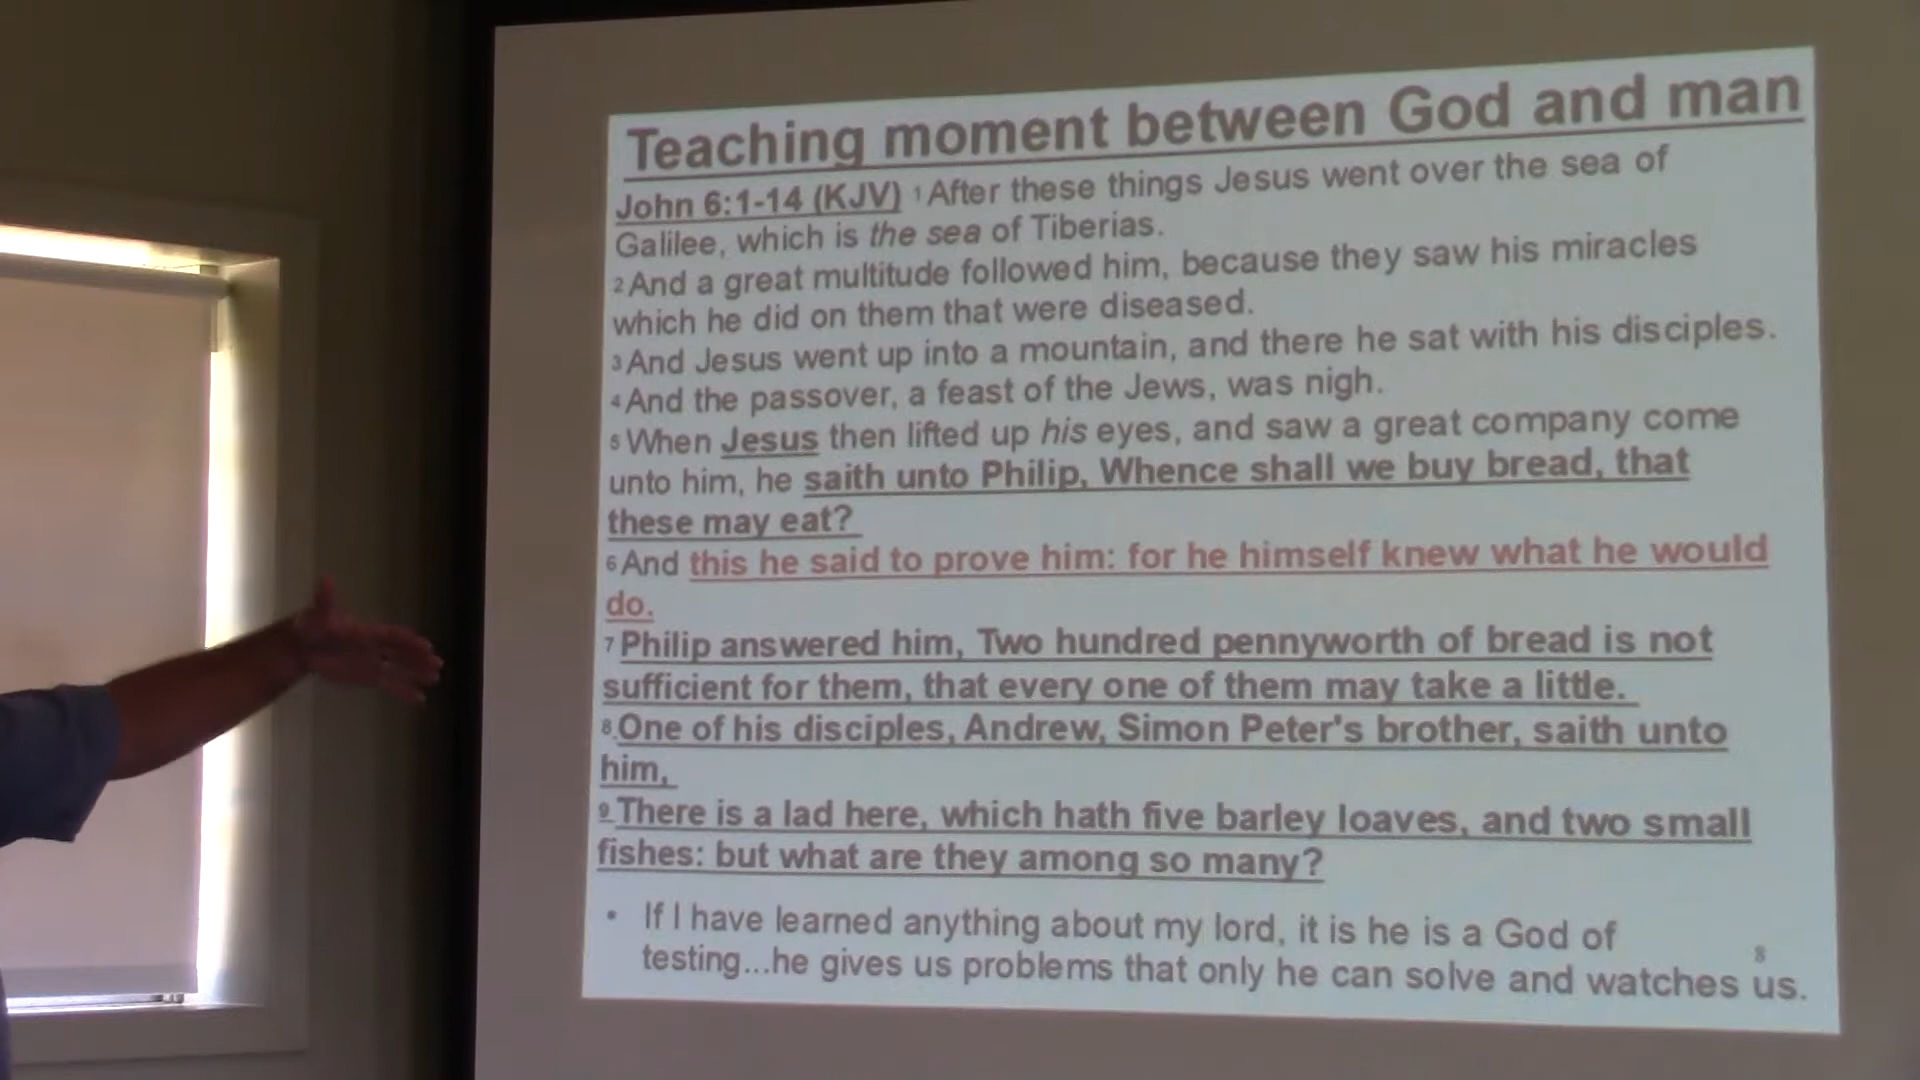 Teaching moment between God and man
John 6:1-14 (KJV) 1 After these things Jesus went over the sea of
Galilee, which is the sea of Tiberias.
2 And a great multitude followed him, because they saw his miracles
which he did on them that were diseased.
3 And Jesus went up into a mountain, and there he sat with his disciples.
4 And the passover, a feast of the Jews, was nigh.
5 When Jesus then lifted up his eyes, and saw a great company come
unto him, he saith unto Philip, Whence shall we buy bread, that
these may eat?
6 And this he said to prove him: for he himself knew what he would
do.
7 Philip answered him, Two hundred pennyworth of bread is not
sufficient for them, that every one of them may take a little.
8 One of his disciples, Andrew, Simon Peter's brother, saith unto
him,
9 There is a lad here, which hath five barley loaves, and two small
fishes: but what are they among so many?
• If I have learned anything about my lord, it is he is a God of
testing...he gives us problems that only he can solve and watches us.
8